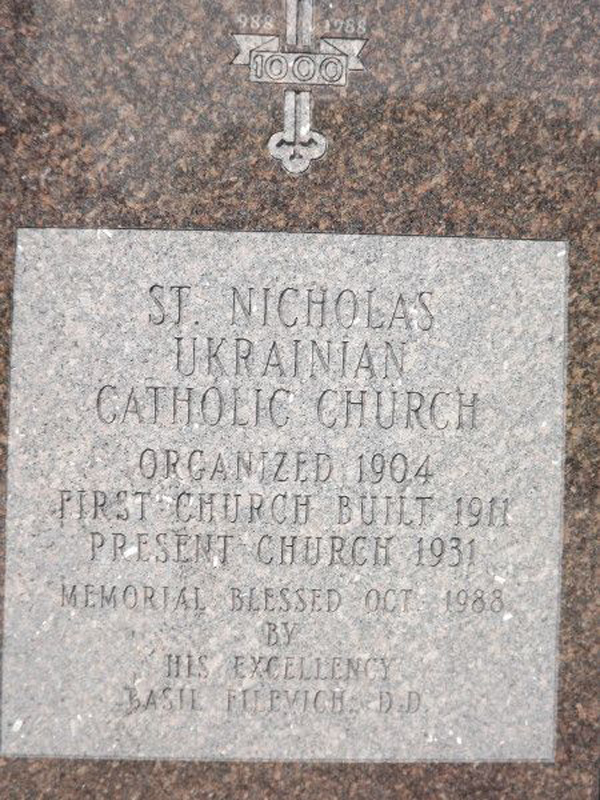 988 1988
1000
ST. NICHOLAS
UKRAINIAN
CATHOLIC CHURCH
ORGANIZED 1904
FIRST CHURCH BUILT 1911
PRESENT CHURCH 1931
MEMORIAL BLESSED OCT. 1988
BY
HIS EXCELLENCY
BASIL FILEVICH, D.D.